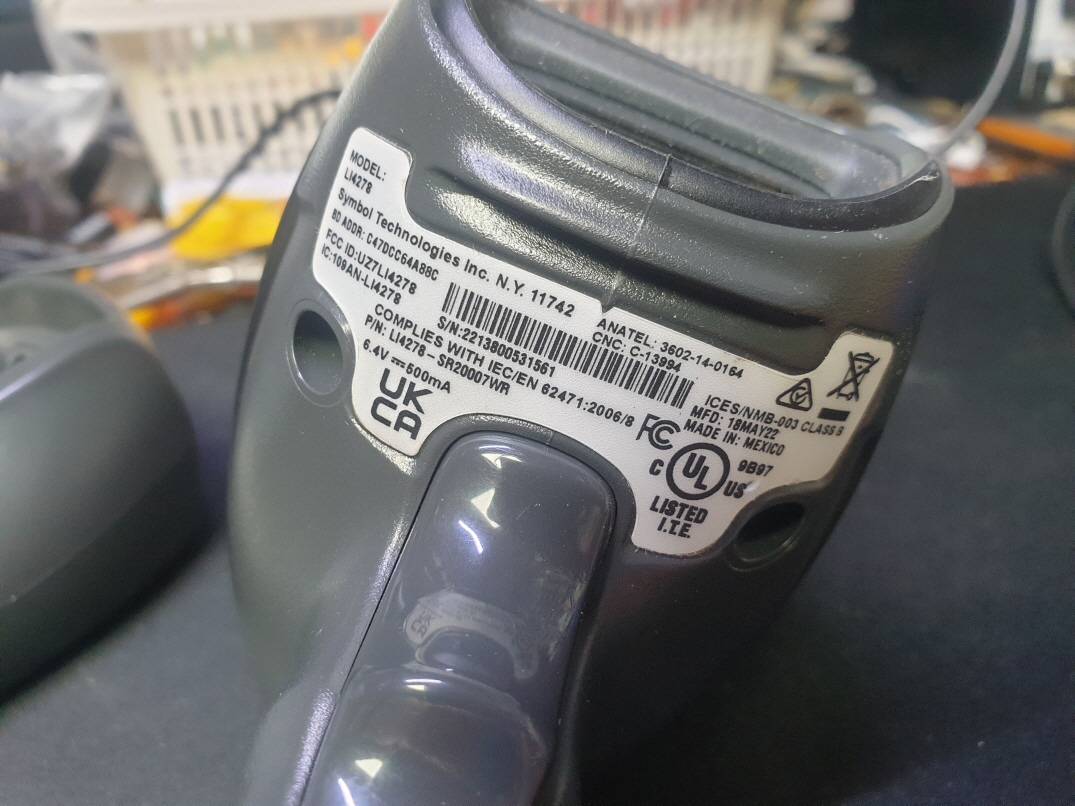 MODEL:
LI4278
Symbol Technologies Inc. N.Y. 11742
BD ADDR: C47DCC64A88C
FCC ID:UZ7LI4278
IC:109AN-LI4278
ANATEL: 3602-14-0164
CNC: C-13994
S/N:2213800531561
COMPLIES WITH IEC/EN 62471:2006/8
P/N: LI4278-SR20007WR
6.4V⎓600mA
UK
CA
ICES/NMB-003 CLASS B
MFD: 18MAY22
MADE IN: MEXICO
FC
9B97
C UL US
LISTED
I.T.E.